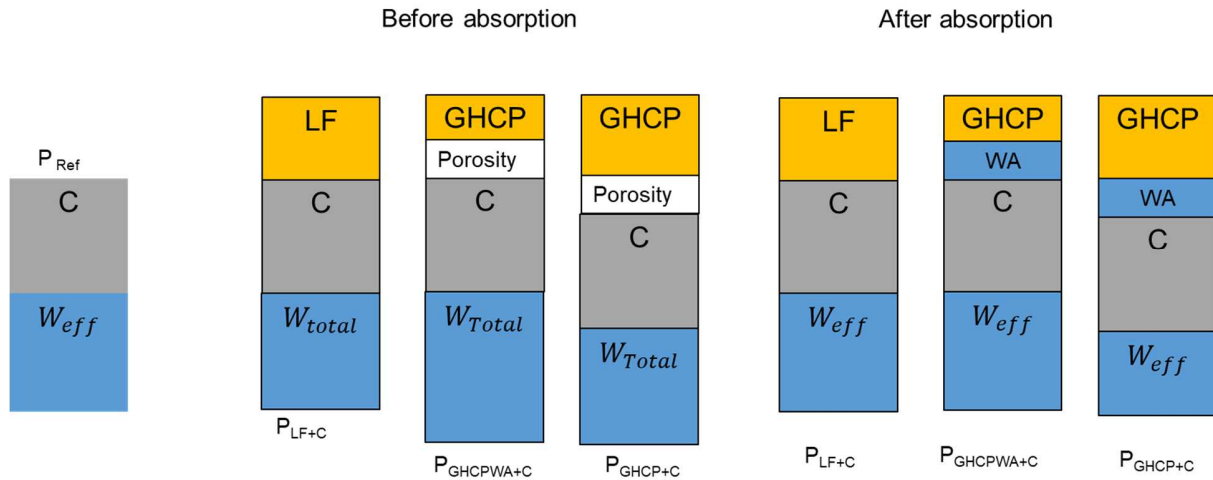 Before absorption
After absorption
P Ref
C
W_eff
LF
C
W_total
P_LF+C
GHCP
Porosity
C
W_Total
P_GHCPWA+C
GHCP
Porosity
C
W_Total
P_GHCP+C
LF
C
W_eff
P_LF+C
GHCP
WA
C
W_eff
P_GHCPWA+C
GHCP
WA
C
W_eff
P_GHCP+C